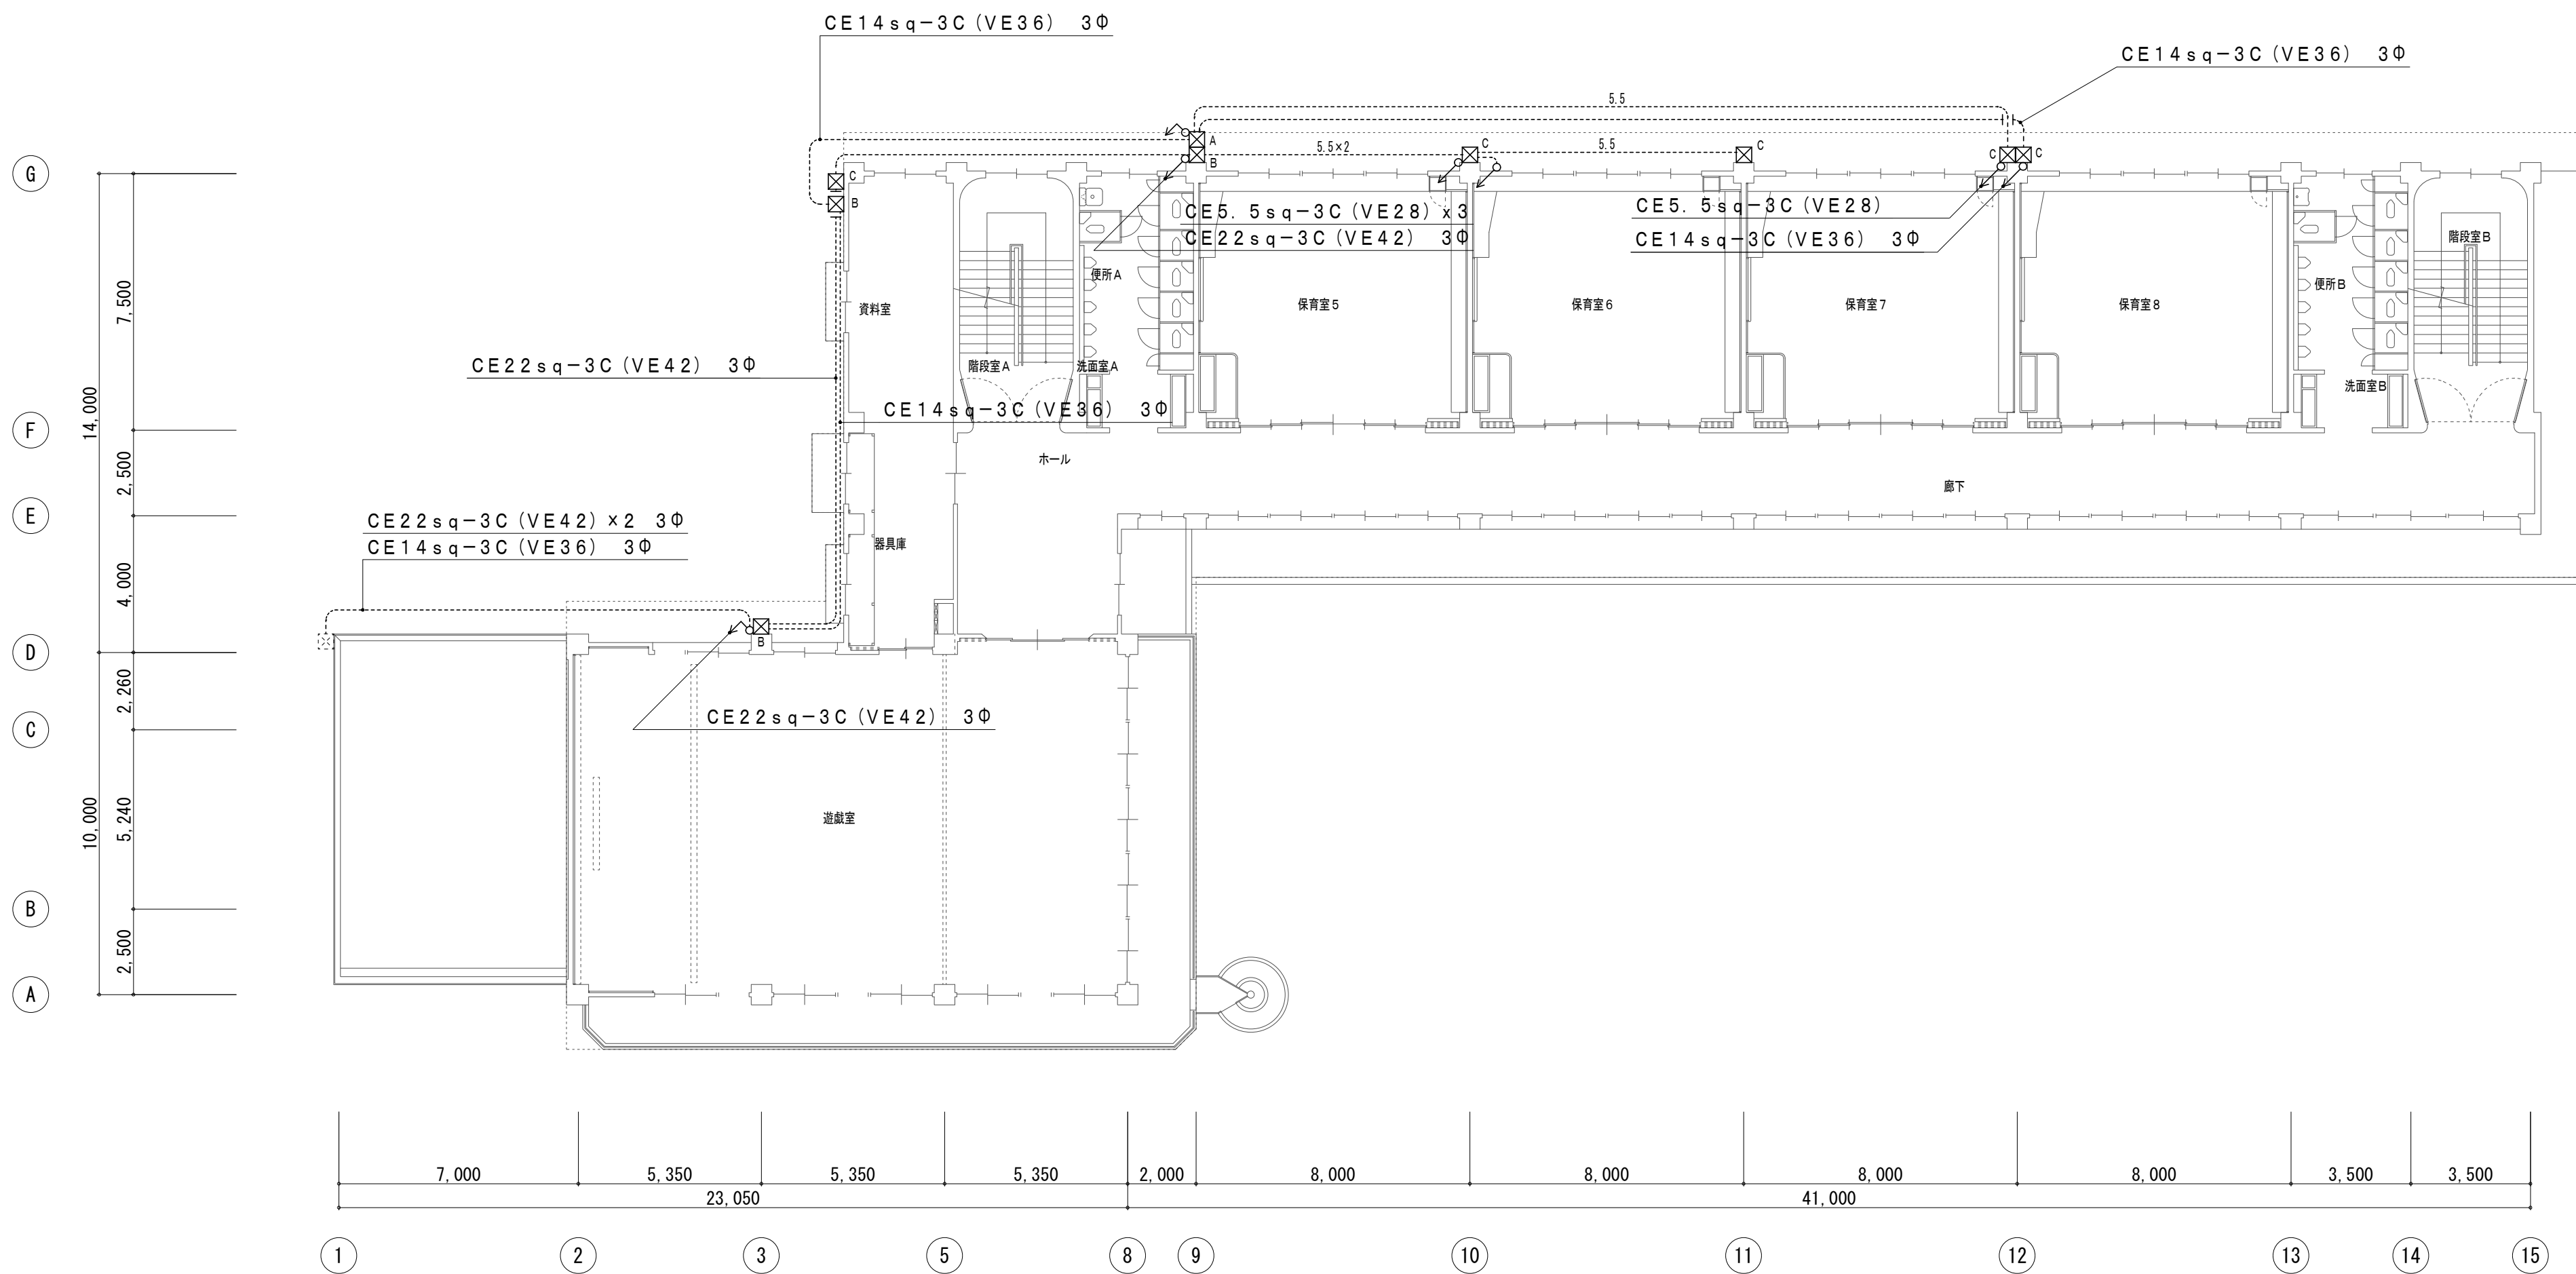 CE14sq-3C(VE36) 3Φ
CE14sq-3C(VE36) 3Φ
5.5
A
B
5.5×2
C
5.5
C
C
C
G
C
B
CE5.5sq-3C(VE28)x3
CE22sq-3C(VE42) 3Φ
CE5.5sq-3C(VE28)
CE14sq-3C(VE36) 3Φ
階段室B
便所A
便所B
資料室
保育室5
保育室6
保育室7
保育室8
7,500
14,000
CE22sq-3C(VE42) 3Φ
階段室A
洗面室A
洗面室B
CE14sq-3C(VE36) 3Φ
F
ホール
2,500
廊下
E
CE22sq-3C(VE42)×2 3Φ
CE14sq-3C(VE36) 3Φ
器具庫
4,000
B
D
2,260
CE22sq-3C(VE42) 3Φ
C
10,000
5,240
遊戯室
B
2,500
A
7,000
5,350
5,350
5,350
2,000
8,000
8,000
8,000
8,000
3,500
3,500
23,050
41,000
1
2
3
5
8
9
10
11
12
13
14
15